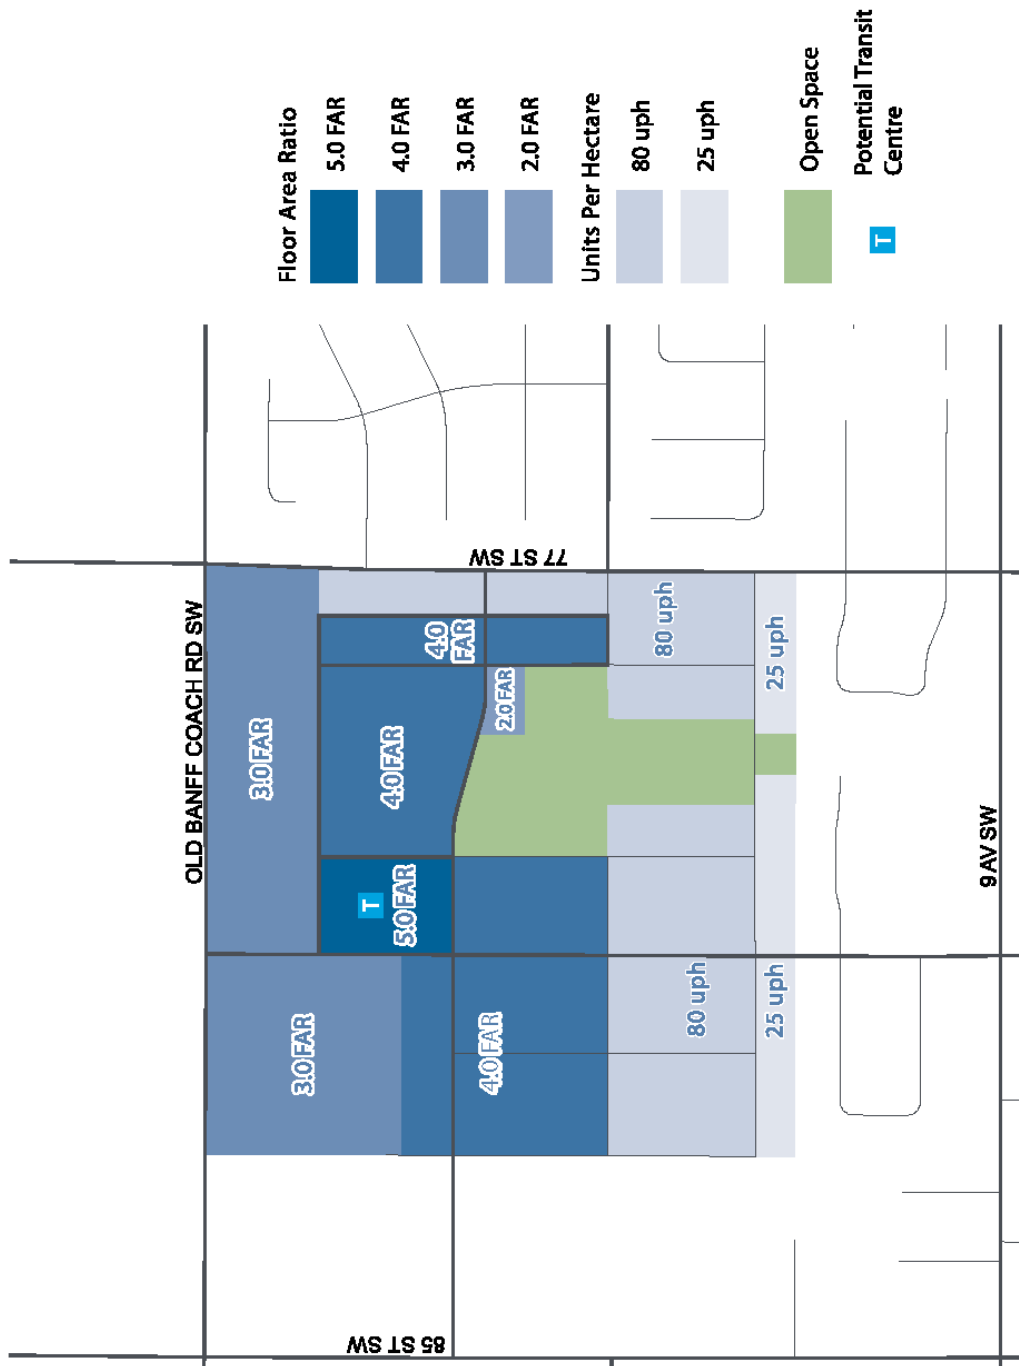 OLD BANFF COACH RD SW
77 ST SW
85 ST SW
9 AV SW
3.0 FAR
3.0 FAR
4.0
FAR
4.0 FAR
2.0 FAR
T
5.0 FAR
4.0 FAR
80 uph
25 uph
80 uph
25 uph
Floor Area Ratio
5.0 FAR
4.0 FAR
3.0 FAR
2.0 FAR
Units Per Hectare
80 uph
25 uph
Open Space
T
Potential Transit
Centre